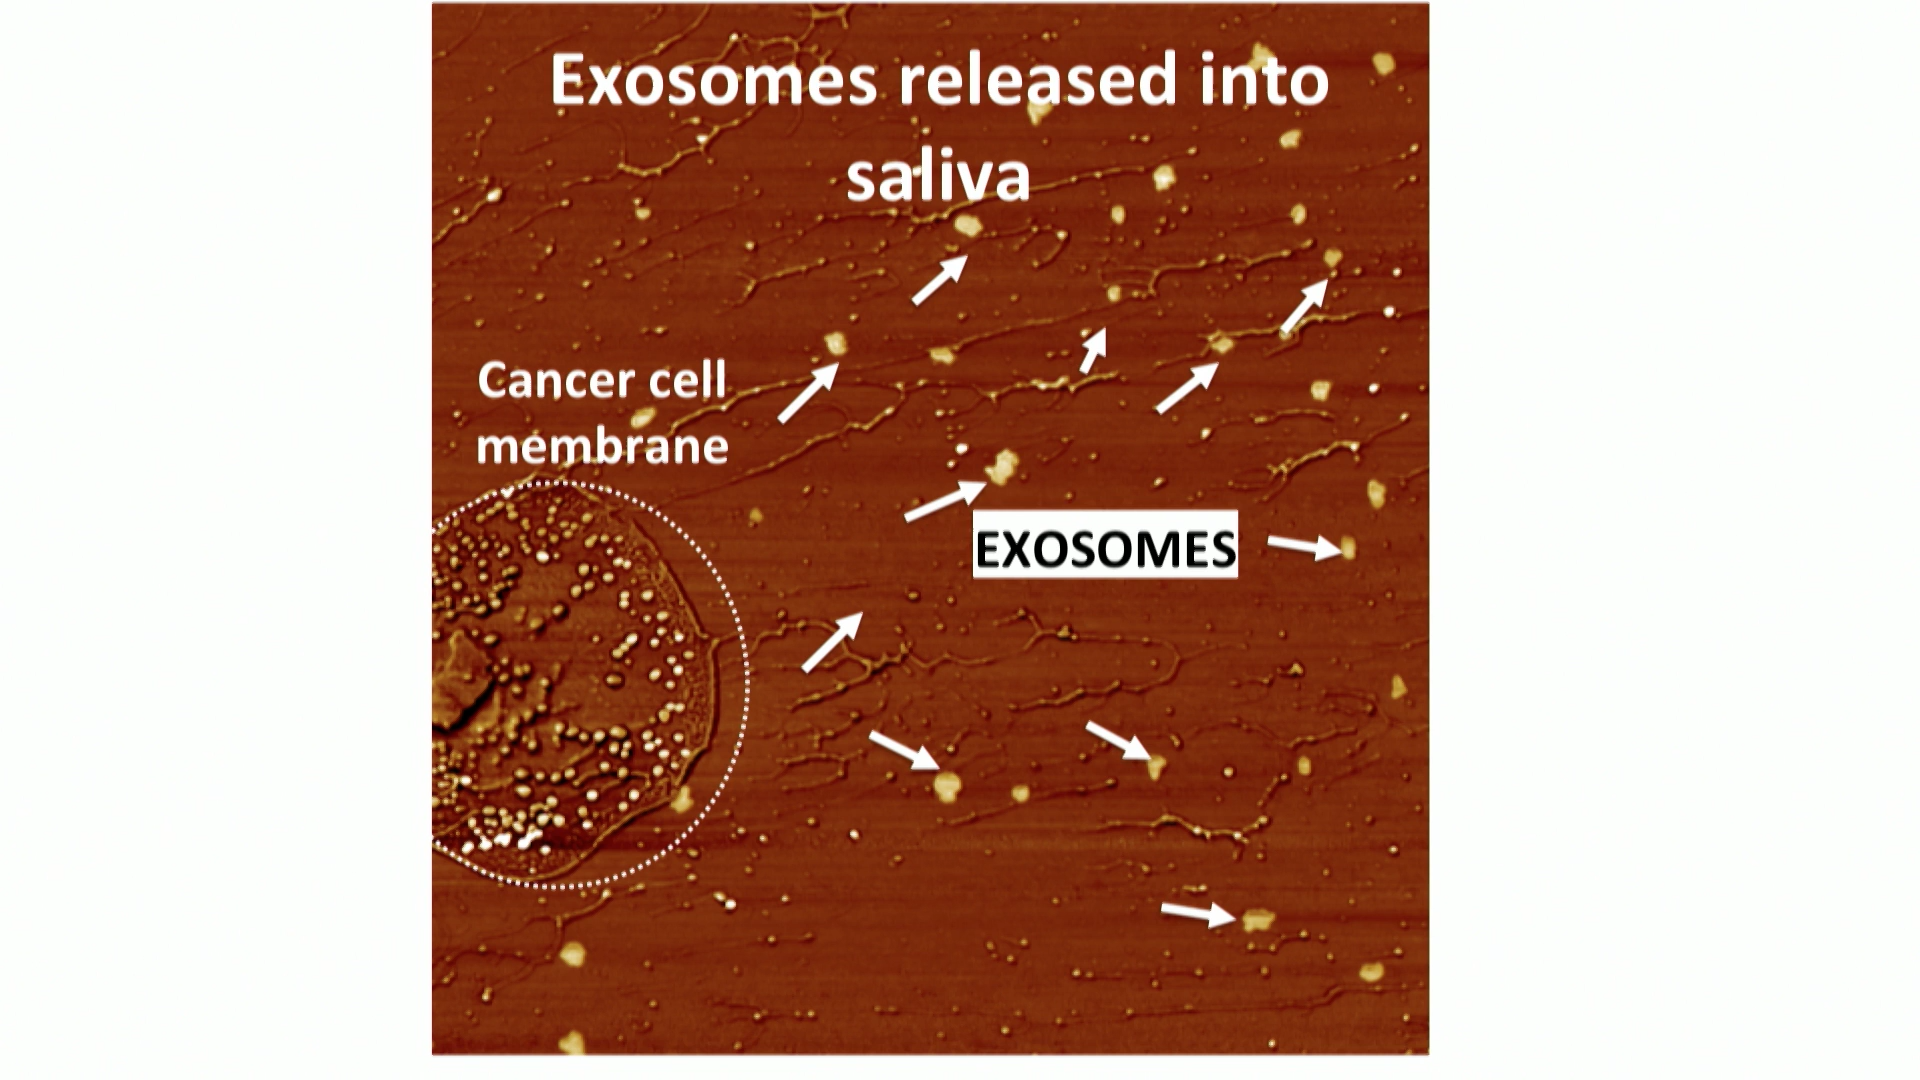 Exosomes released into
saliva
Cancer cell
membrane
EXOSOMES